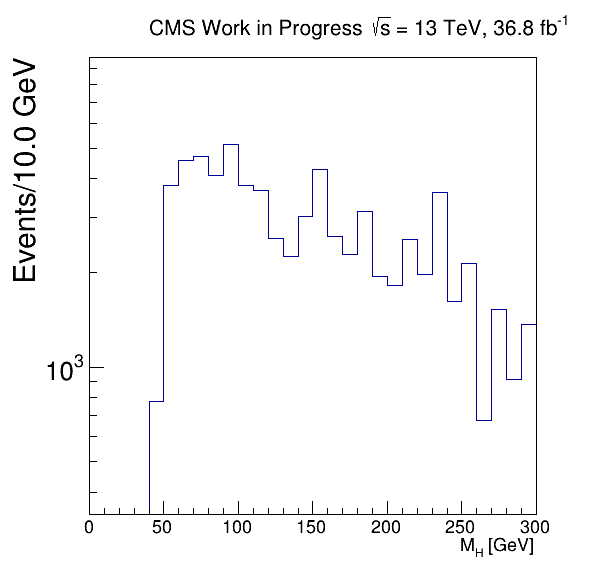 CMS Work in Progress √s = 13 TeV, 36.8 fb⁻¹
Events/10.0 GeV
10³
0 50 100 150 200 250 300
M_H [GeV]